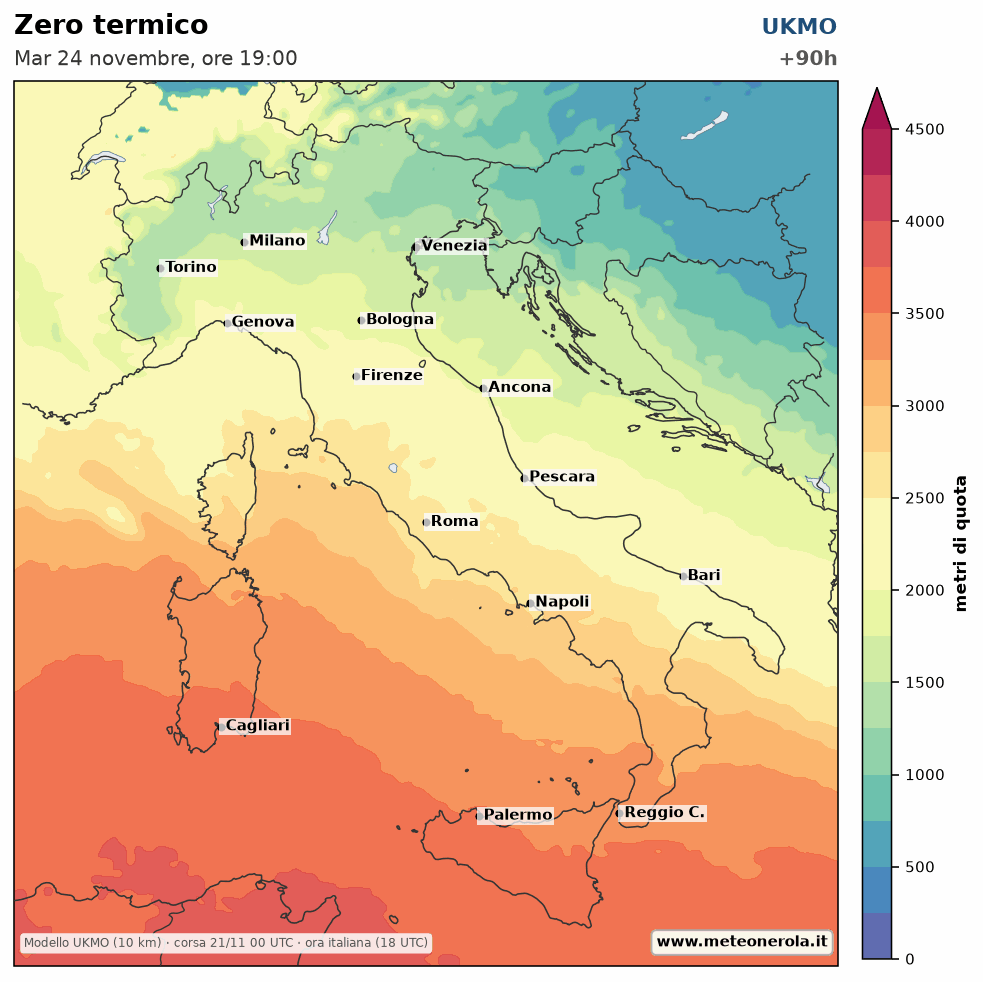 Zero termico
UKMO
Mar 24 novembre, ore 19:00
+90h
Milano
Venezia
Torino
Genova
Bologna
Firenze
Ancona
Pescara
Roma
Bari
Napoli
Cagliari
Palermo
Reggio C.
4500
4000
3500
3000
2500
2000
1500
1000
500
0
metri di quota
Modello UKMO (10 km) · corsa 21/11 00 UTC · ora italiana (18 UTC)
www.meteonerola.it